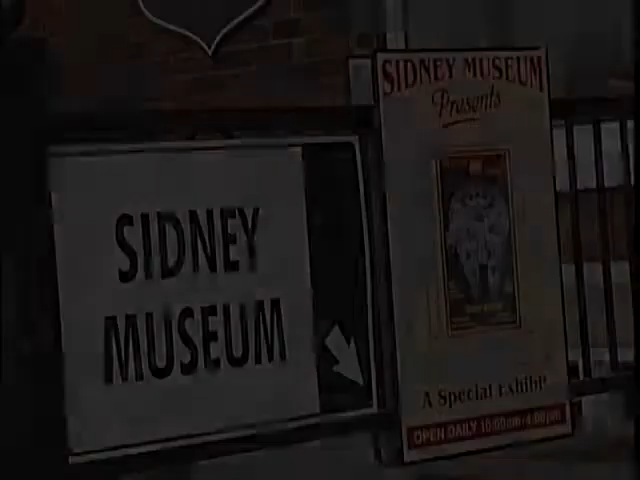 SIDNEY
MUSEUM
SIDNEY MUSEUM
Presents
A Special Exhibit
OPEN DAILY 10:00am-4:00pm